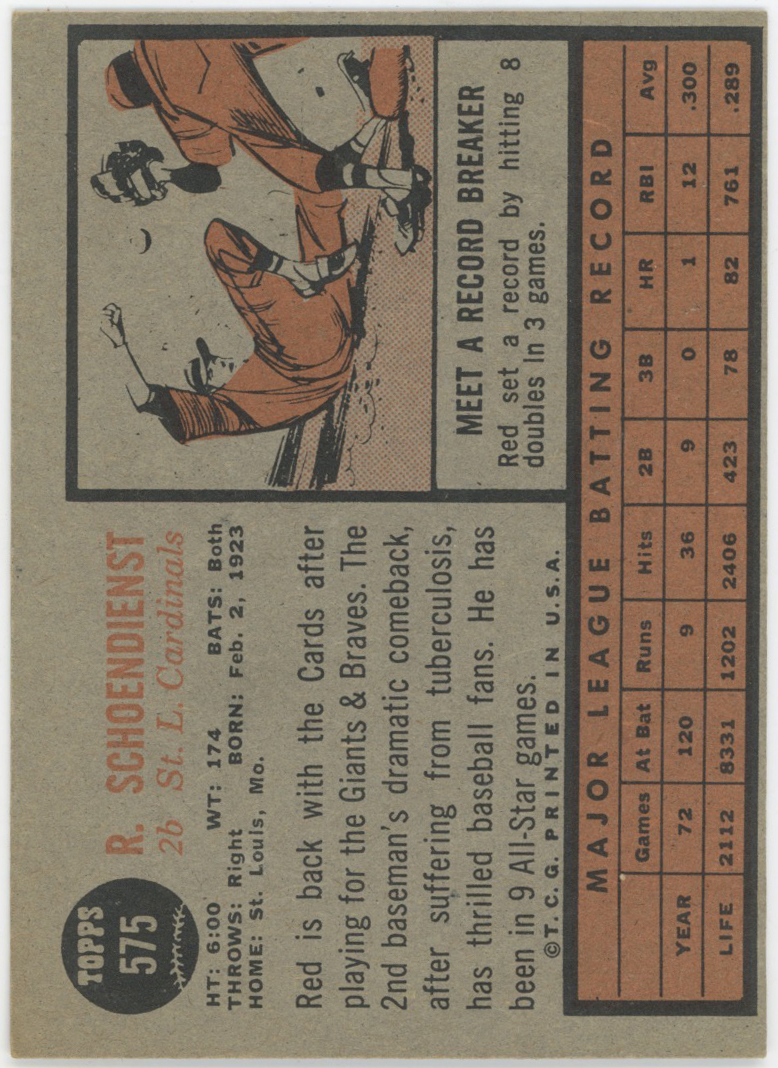 TOPPS
575
R. SCHOENDIENST
2b St. L. Cardinals
HT: 6:00 WT: 174 BATS: Both
THROWS: Right BORN: Feb. 2, 1923
HOME: St. Louis, Mo.
Red is back with the Cards after
playing for the Giants & Braves. The
2nd baseman's dramatic comeback,
after suffering from tuberculosis,
has thrilled baseball fans. He has
been in 9 All-Star games.
©T. C. G. PRINTED IN U.S.A.
MEET A RECORD BREAKER
Red set a record by hitting 8
doubles in 3 games.
MAJOR LEAGUE BATTING RECORD
Games At Bat Runs Hits 2B 3B HR RBI Avg
YEAR 72 120 9 36 9 0 1 12 .300
LIFE 2112 8331 1202 2406 423 78 82 761 .289